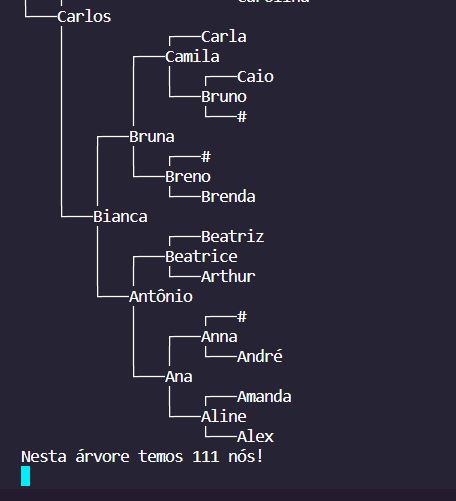 Carlos
Carla
Camila
Caio
Bruno
#
Bruna
#
Breno
Brenda
Bianca
Beatriz
Beatrice
Arthur
Antônio
#
Anna
André
Ana
Amanda
Aline
Alex
Nesta árvore temos 111 nós!